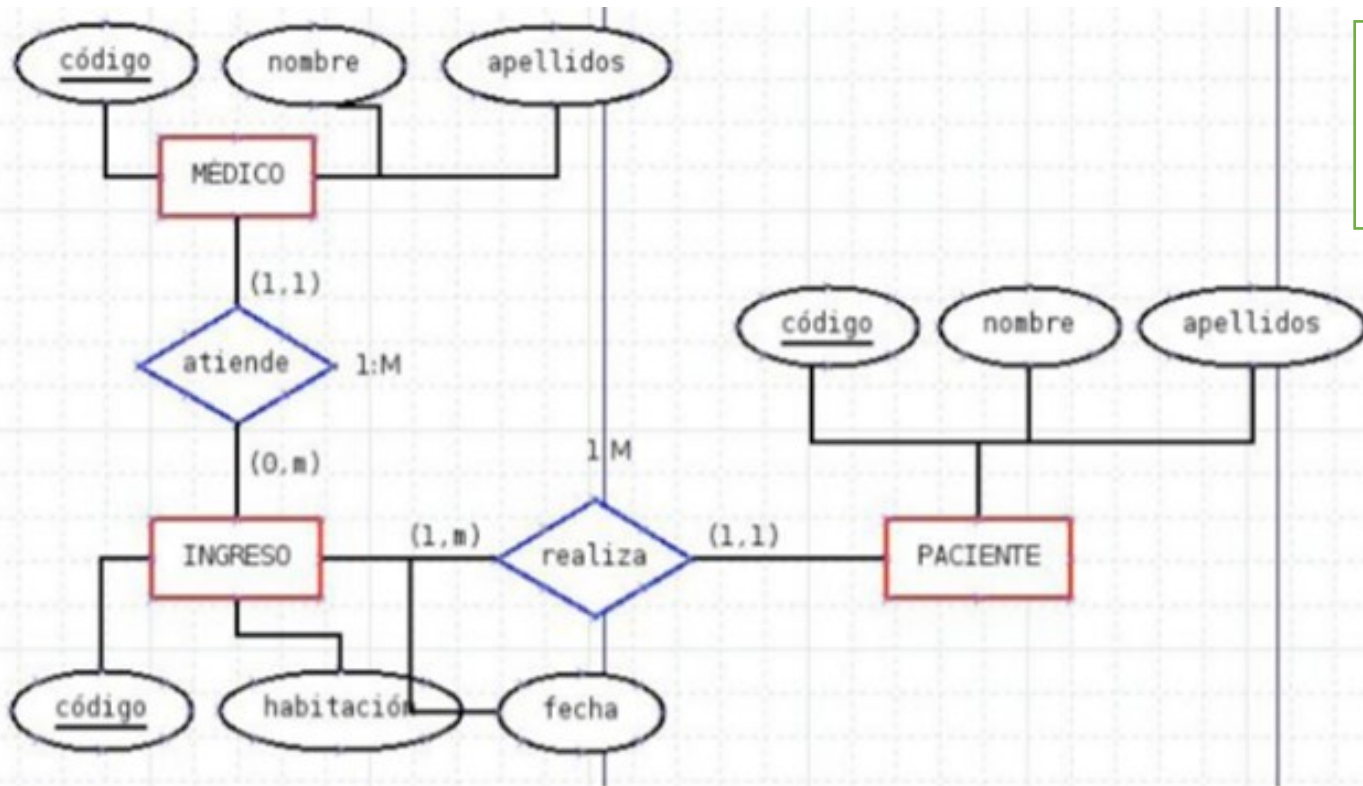 código
nombre
apellidos
MÉDICO
(1,1)
atiende
1:M
(0,m)
código
nombre
apellidos
1 M
INGRESO
(1,m)
realiza
(1,1)
PACIENTE
código
habitación
fecha